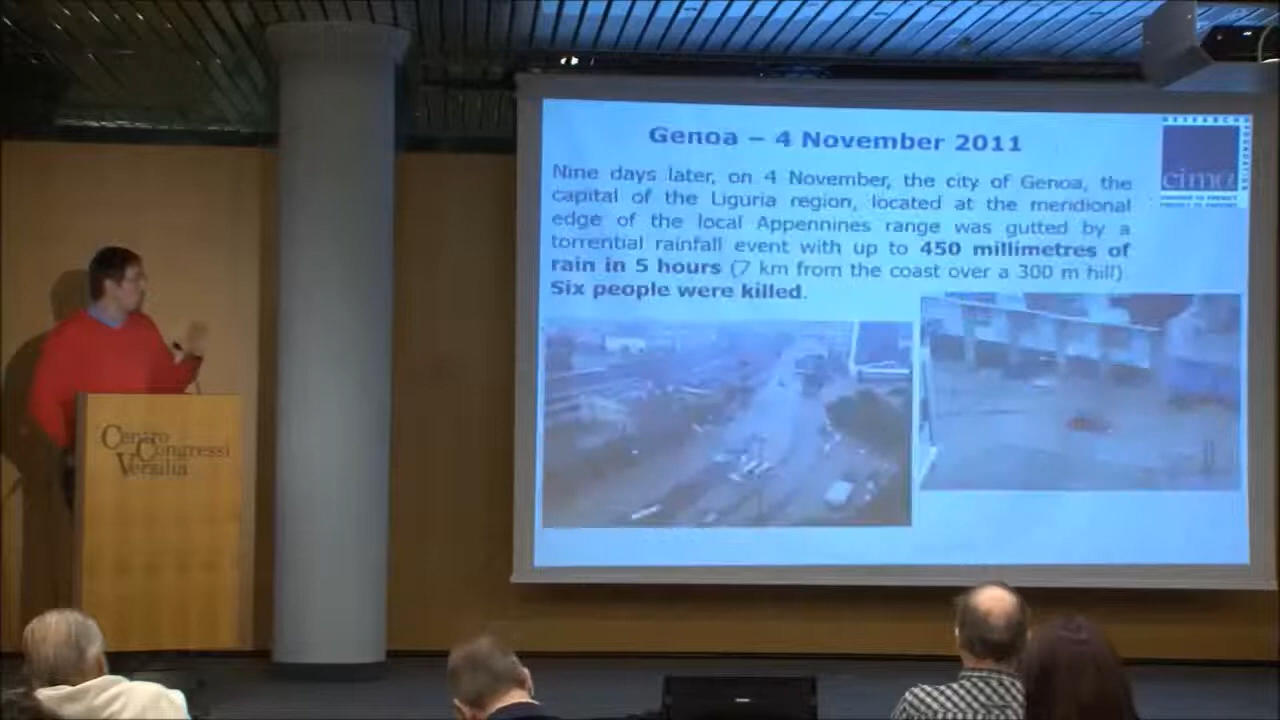 Genoa – 4 November 2011
RESEARCH
FOUNDATION
cima
Nine days later, on 4 November, the city of Genoa, the
capital of the Liguria region, located at the meridional
edge of the local Appennines range was gutted by a
torrential rainfall event with up to 450 millimetres of
rain in 5 hours (7 km from the coast over a 300 m hill)
Six people were killed.
Centro
Congressi
Versilia